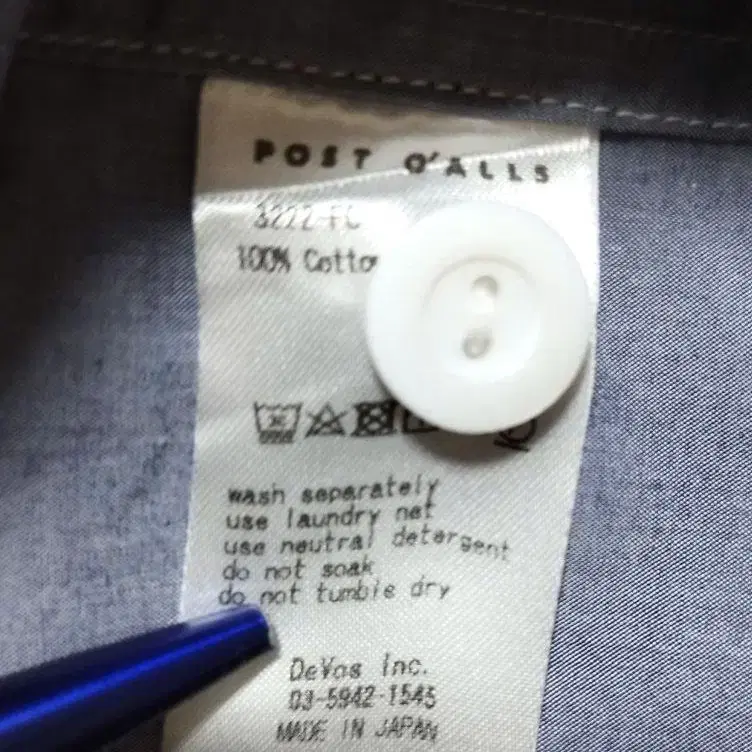 POST O'ALLS
3222-FC
100% Cotto
wash separately
use laundry net
use neutral detergent
do not soak
do not tumble dry
DeVos Inc.
03-5942-1545
MADE IN JAPAN